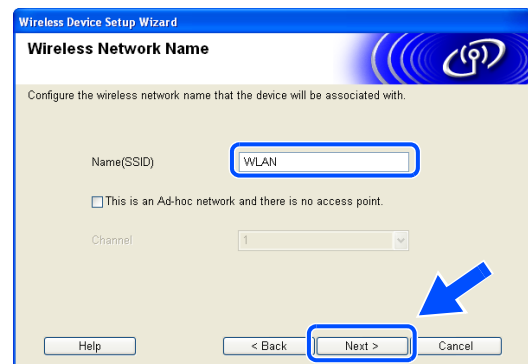 Wireless Device Setup Wizard
Wireless Network Name
Configure the wireless network name that the device will be associated with.
Name(SSID) WLAN
This is an Ad-hoc network and there is no access point.
Channel 1
Help < Back Next > Cancel